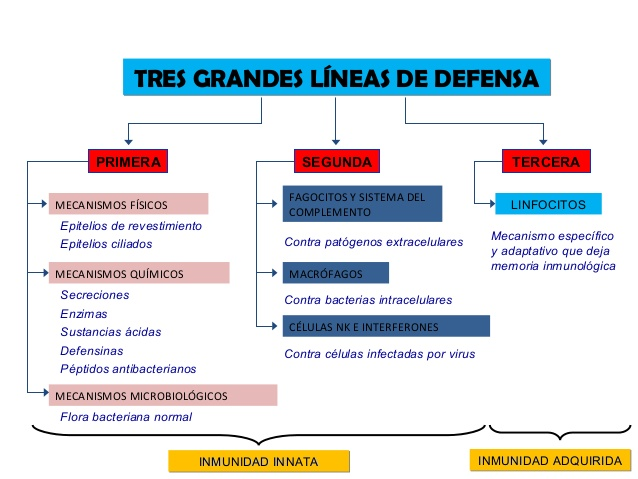 TRES GRANDES LÍNEAS DE DEFENSA
PRIMERA
MECANISMOS FÍSICOS
Epitelios de revestimiento
Epitelios ciliados
MECANISMOS QUÍMICOS
Secreciones
Enzimas
Sustancias ácidas
Defensinas
Péptidos antibacterianos
MECANISMOS MICROBIOLÓGICOS
Flora bacteriana normal
SEGUNDA
FAGOCITOS Y SISTEMA DEL
COMPLEMENTO
Contra patógenos extracelulares
MACRÓFAGOS
Contra bacterias intracelulares
CÉLULAS NK E INTERFERONES
Contra células infectadas por virus
TERCERA
LINFOCITOS
Mecanismo específico
y adaptativo que deja
memoria inmunológica
INMUNIDAD INNATA
INMUNIDAD ADQUIRIDA